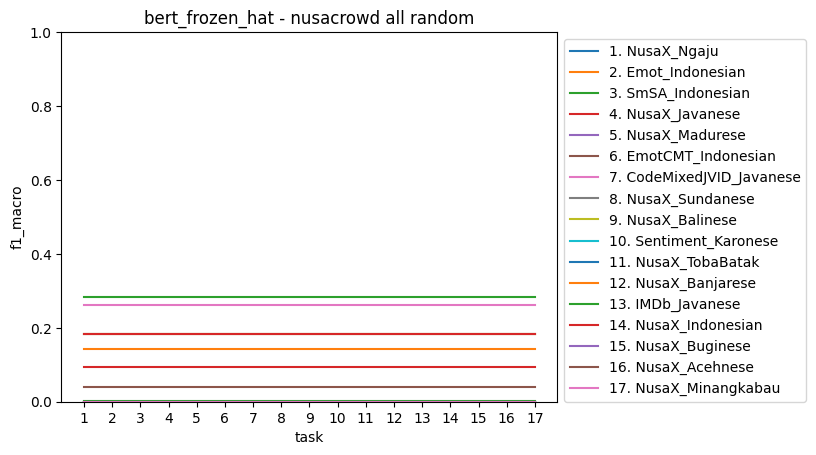 bert_frozen_hat - nusacrowd all random
1.0
0.8
0.6
0.4
0.2
0.0
f1_macro
1 2 3 4 5 6 7 8 9 10 11 12 13 14 15 16 17
task
1. NusaX_Ngaju
2. Emot_Indonesian
3. SmSA_Indonesian
4. NusaX_Javanese
5. NusaX_Madurese
6. EmotCMT_Indonesian
7. CodeMixedJVID_Javanese
8. NusaX_Sundanese
9. NusaX_Balinese
10. Sentiment_Karonese
11. NusaX_TobaBatak
12. NusaX_Banjarese
13. IMDb_Javanese
14. NusaX_Indonesian
15. NusaX_Buginese
16. NusaX_Acehnese
17. NusaX_Minangkabau